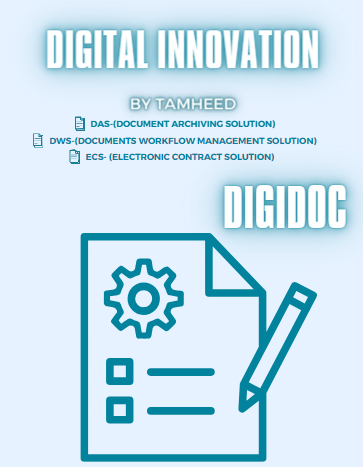 DIGITAL INNOVATION
BY TAMHEED
DAS-(DOCUMENT ARCHIVING SOLUTION)
DWS-(DOCUMENTS WORKFLOW MANAGEMENT SOLUTION)
ECS- (ELECTRONIC CONTRACT SOLUTION)
DIGIDOC